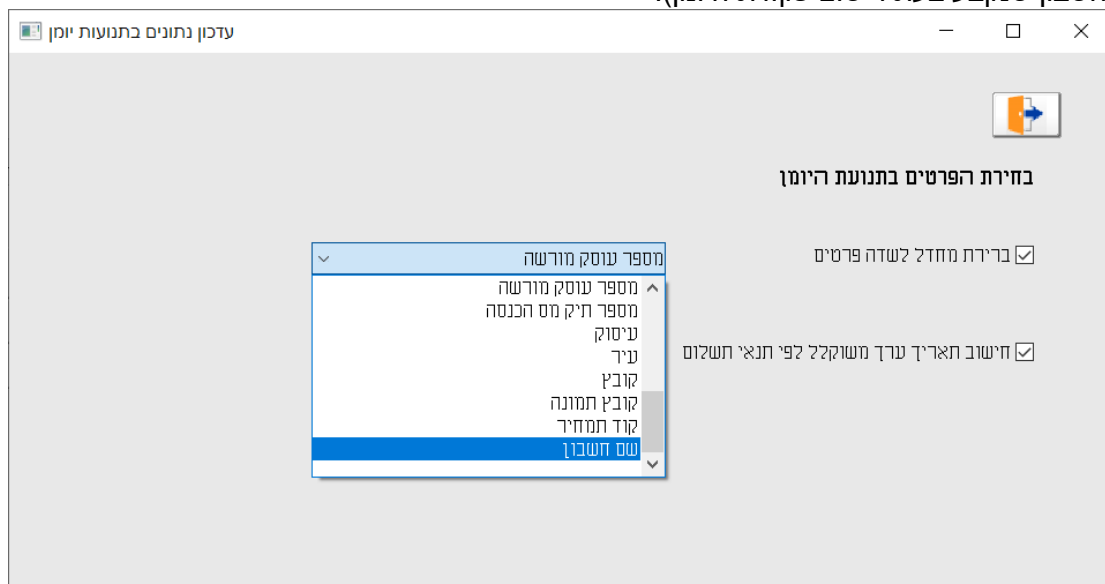 עדכון נתונים בתנועות יומן
בחירת הפרטים בתנועת היומן
ברירת מחדל לשדה פרטים
מספר עוסק מורשה
מספר עוסק מורשה
מספר תיק מס הכנסה
עיסוק
עיר
קובץ
קובץ תמונה
קוד תמחיר
שם חשבון
חישוב תאריך ערך משוקלל לפי תנאי תשלום